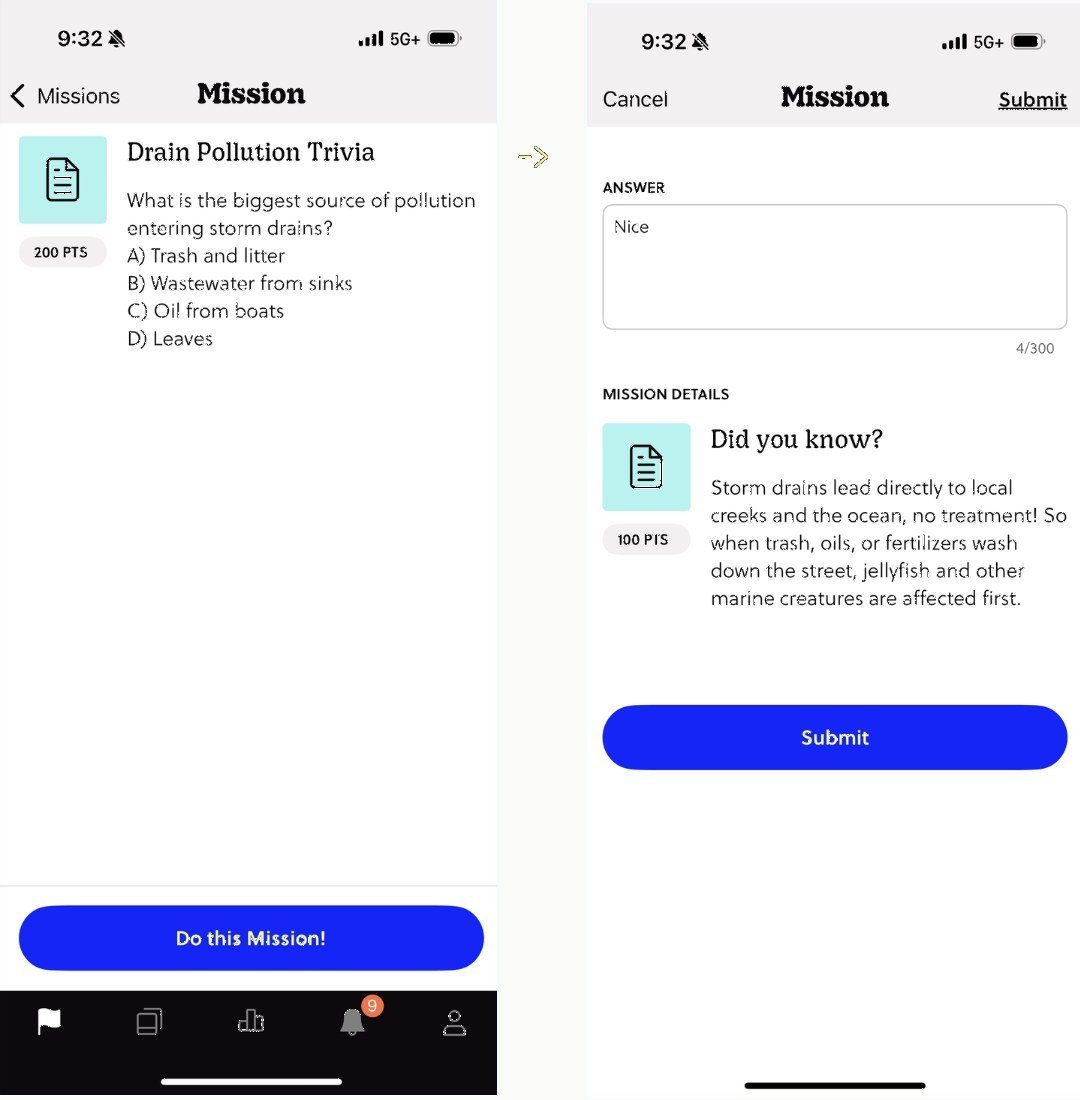 9:32
5G+
Missions
Mission
Drain Pollution Trivia
200 PTS
What is the biggest source of pollution
entering storm drains?
A) Trash and litter
B) Wastewater from sinks
C) Oil from boats
D) Leaves
Do this Mission!
9
->
9:32
5G+
Cancel
Mission
Submit
ANSWER
Nice
4/300
MISSION DETAILS
Did you know?
100 PTS
Storm drains lead directly to local
creeks and the ocean, no treatment! So
when trash, oils, or fertilizers wash
down the street, jellyfish and other
marine creatures are affected first.
Submit